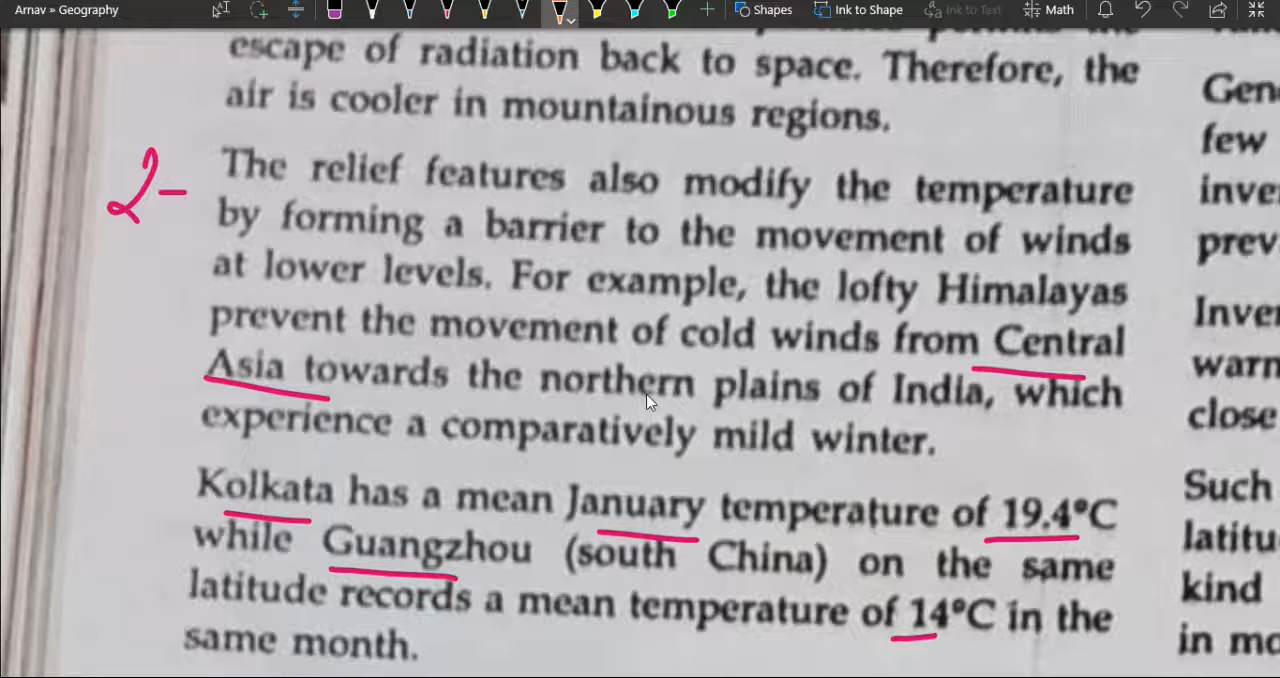 Arnav » Geography
Shapes
Ink to Shape
Ink to Text
Math
escape of radiation back to space. Therefore, the
air is cooler in mountainous regions.
2-
The relief features also modify the temperature
by forming a barrier to the movement of winds
at lower levels. For example, the lofty Himalayas
prevent the movement of cold winds from Central
Asia towards the northern plains of India, which
experience a comparatively mild winter.
Kolkata has a mean January temperature of 19.4°C
while Guangzhou (south China) on the same
latitude records a mean temperature of 14°C in the
same month.
Gen
few
inve
prev
Inve
warn
close
Such
latitu
kind
in mo